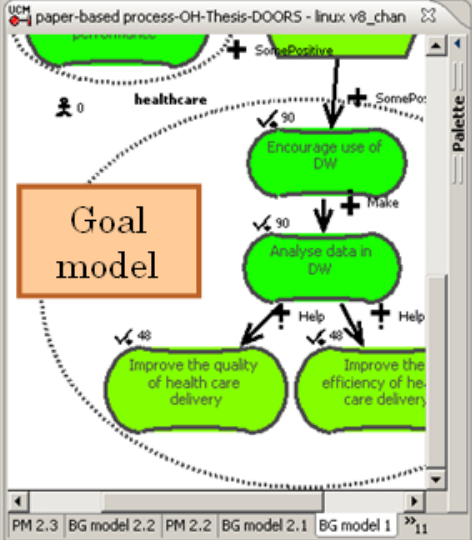 UCM paper-based process-OH-Thesis-DOORS - linux v8_chan
performance
SomePositive
0
healthcare
SomePos
90
Encourage use of
DW
Make
90
Analyse data in
DW
Goal
model
Help
Help
48
48
Improve the quality
of health care
delivery
Improve the
efficiency of hea
care delivery
Palette
PM 2.3 BG model 2.2 PM 2.2 BG model 2.1 BG model 1 »11